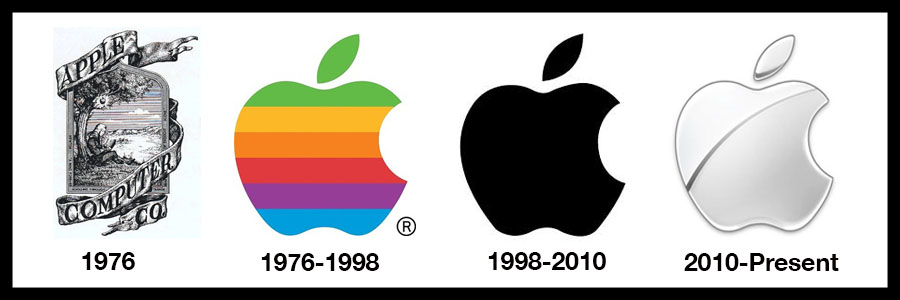 APPLE
COMPUTER
CO.
®
1976
1976-1998
1998-2010
2010-Present